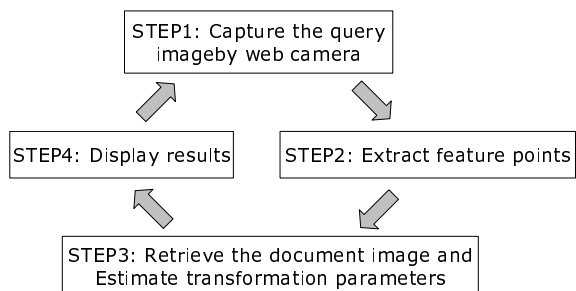 STEP1: Capture the query
imageby web camera
STEP4: Display results
STEP2: Extract feature points
STEP3: Retrieve the document image and
Estimate transformation parameters